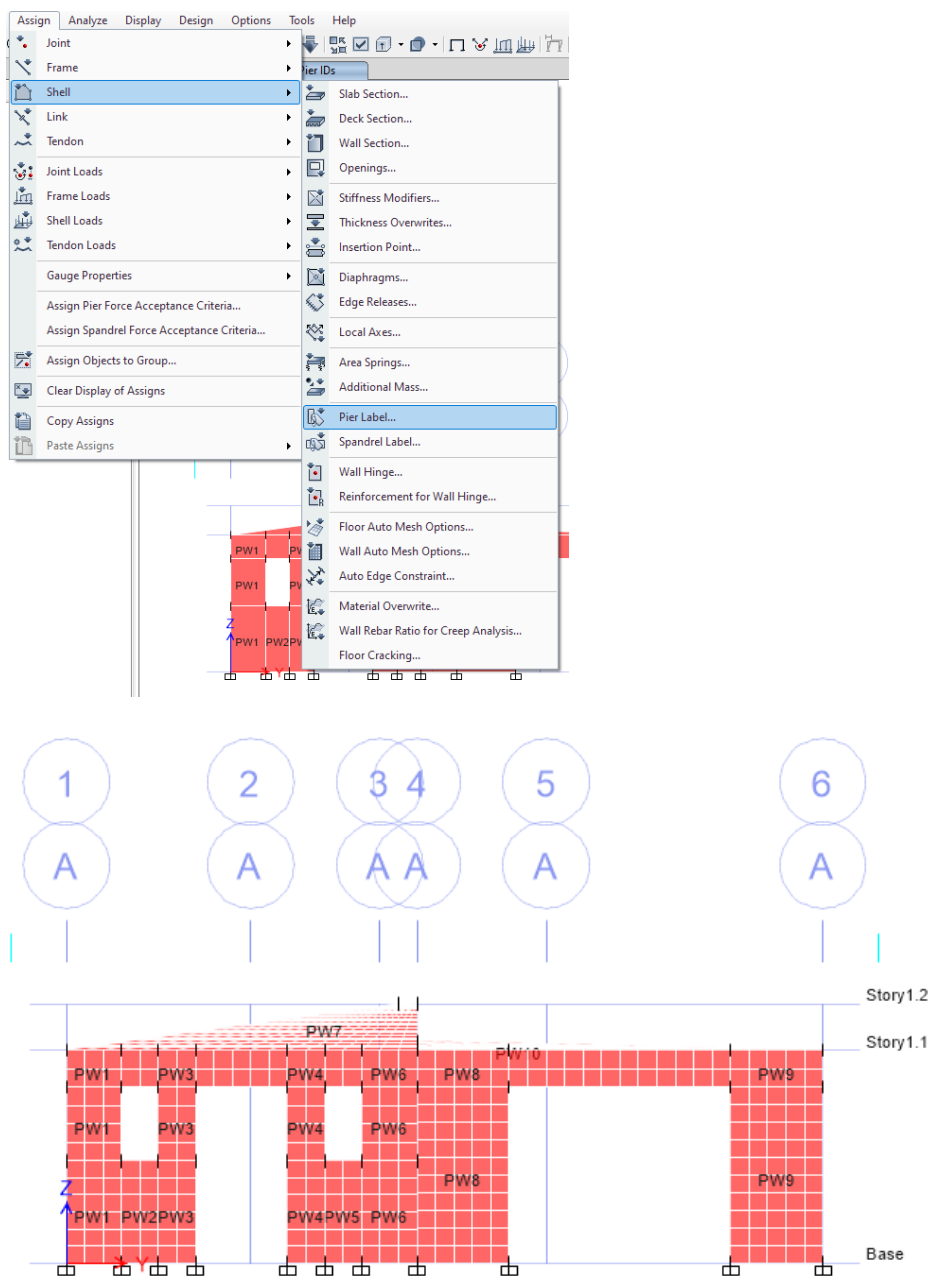 Assign Analyze Display Design Options Tools Help
Joint
Frame
Shell
Link
Tendon
Joint Loads
Frame Loads
Shell Loads
Tendon Loads
Gauge Properties
Assign Pier Force Acceptance Criteria...
Assign Spandrel Force Acceptance Criteria...
Assign Objects to Group...
Clear Display of Assigns
Copy Assigns
Paste Assigns
Pier IDs
Slab Section...
Deck Section...
Wall Section...
Openings...
Stiffness Modifiers...
Thickness Overwrites...
Insertion Point...
Diaphragms...
Edge Releases...
Local Axes...
Area Springs...
Additional Mass...
Pier Label...
Spandrel Label...
Wall Hinge...
Reinforcement for Wall Hinge...
Floor Auto Mesh Options...
Wall Auto Mesh Options...
Auto Edge Constraint...
Material Overwrite...
Wall Rebar Ratio for Creep Analysis...
Floor Cracking...
PW1
PW1
Z
PW1 PW2
Y
1 2 3 4 5 6
A A A A A A
Story1.2
PW7
Story1.1
PW10
PW1 PW3 PW4 PW6 PW8 PW9
PW1 PW3 PW4 PW6
PW8 PW9
Z
PW1 PW2 PW3 PW4 PW5 PW6
Base
Y